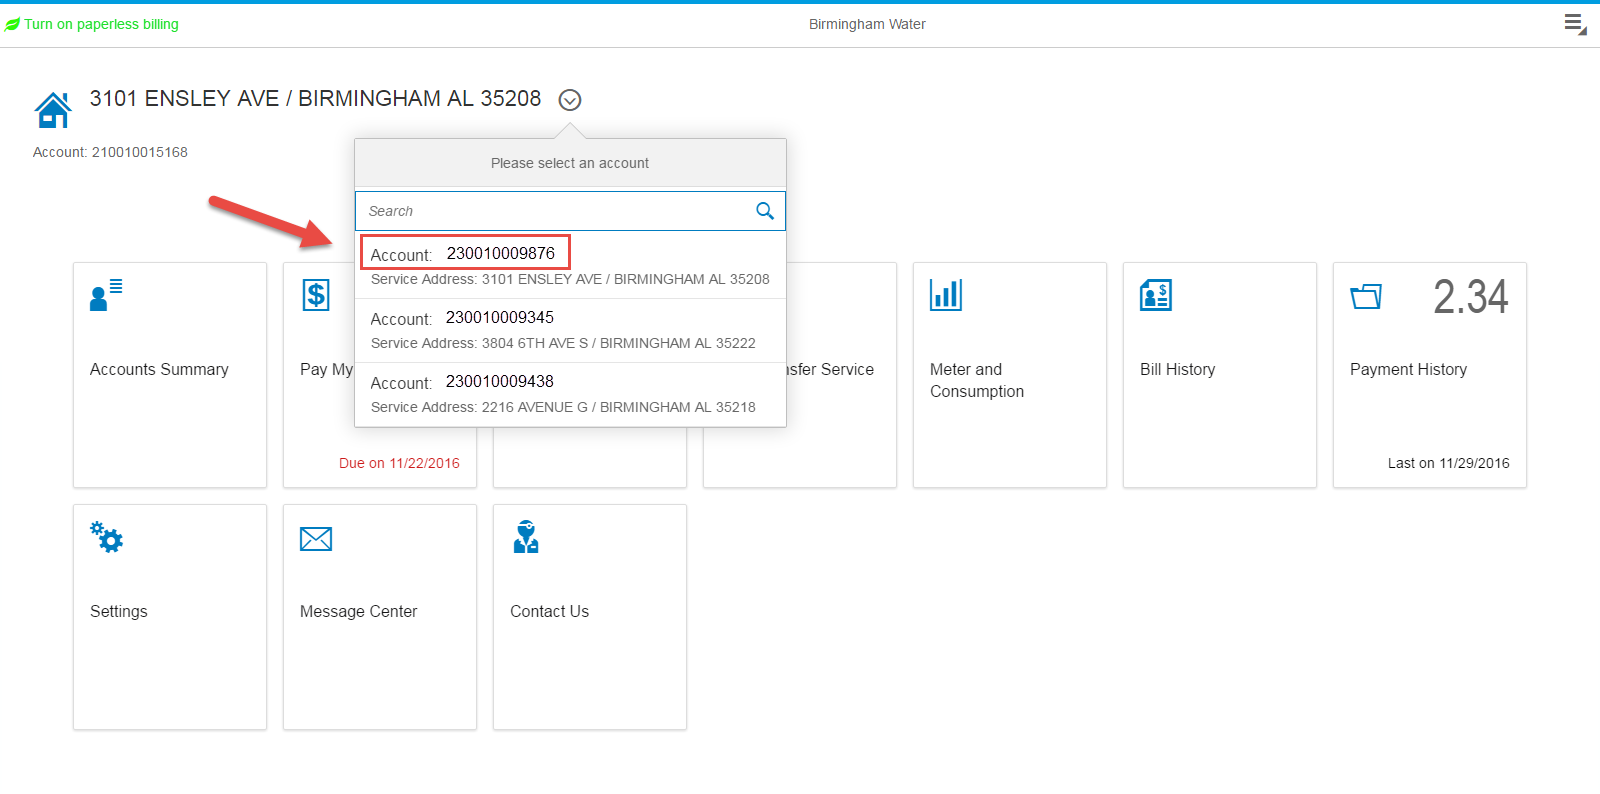 Turn on paperless billing
Birmingham Water
3101 ENSLEY AVE / BIRMINGHAM AL 35208
Account: 210010015168
Please select an account
Search
Account: 230010009876
Service Address: 3101 ENSLEY AVE / BIRMINGHAM AL 35208
Account: 230010009345
Service Address: 3804 6TH AVE S / BIRMINGHAM AL 35222
Account: 230010009438
Service Address: 2216 AVENUE G / BIRMINGHAM AL 35218
Accounts Summary
Pay My
Due on 11/22/2016
Service
Meter and
Consumption
Bill History
2.34
Payment History
Last on 11/29/2016
Settings
Message Center
Contact Us